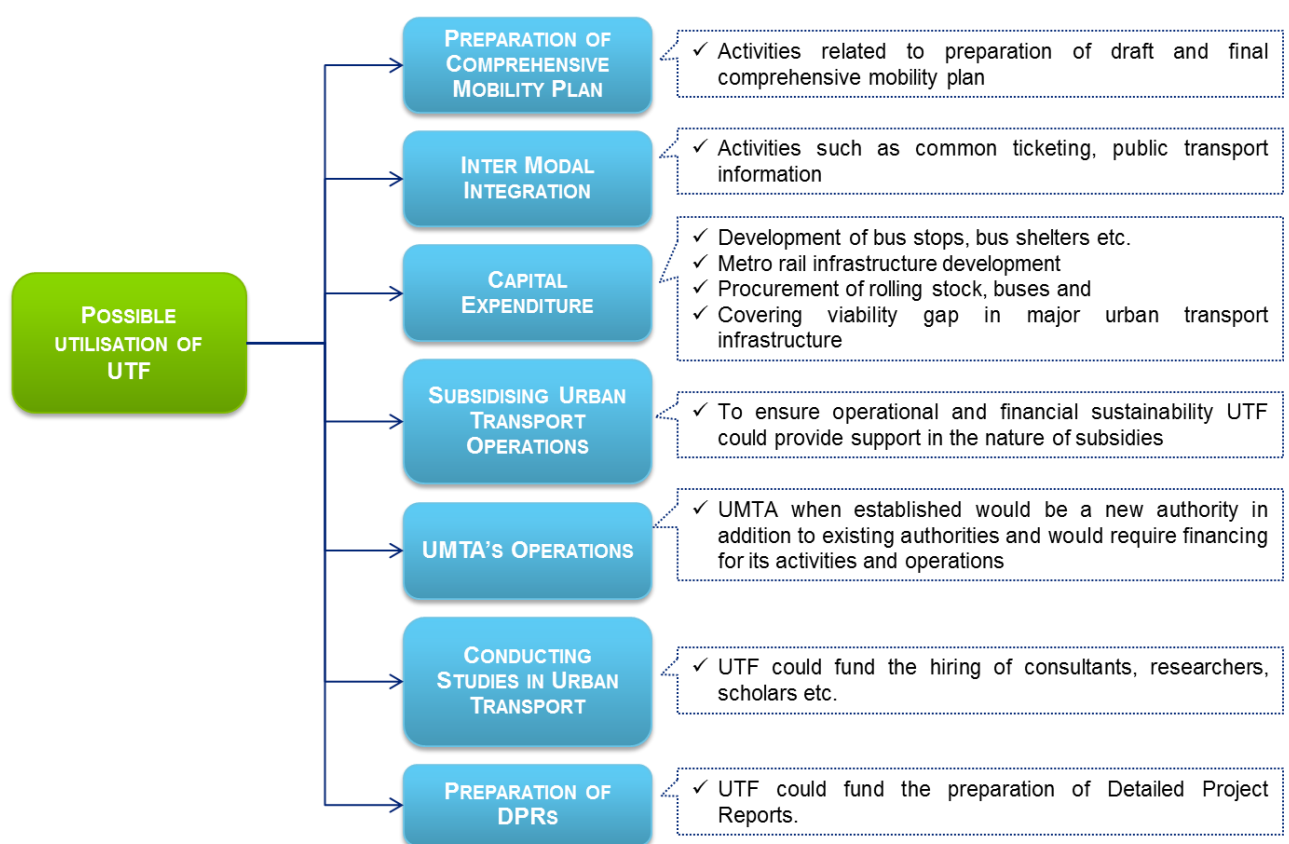 PREPARATION OF
COMPREHENSIVE
MOBILITY PLAN
✓ Activities related to preparation of draft and final
comprehensive mobility plan
INTER MODAL
INTEGRATION
✓ Activities such as common ticketing, public transport
information
POSSIBLE
UTILISATION OF
UTF
CAPITAL
EXPENDITURE
✓ Development of bus stops, bus shelters etc.
✓ Metro rail infrastructure development
✓ Procurement of rolling stock, buses and
✓ Covering viability gap in major urban transport
infrastructure
SUBSIDISING URBAN
TRANSPORT
OPERATIONS
✓ To ensure operational and financial sustainability UTF
could provide support in the nature of subsidies
UMTA'S OPERATIONS
✓ UMTA when established would be a new authority in
addition to existing authorities and would require financing
for its activities and operations
CONDUCTING
STUDIES IN URBAN
TRANSPORT
✓ UTF could fund the hiring of consultants, researchers,
scholars etc.
PREPARATION OF
DPRS
✓ UTF could fund the preparation of Detailed Project
Reports.